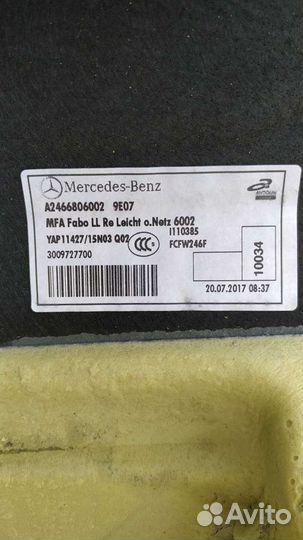 Mercedes-Benz
A2466806002 9E07
MFA Fabo LL Re Leicht o.Netz 6002
YAP11427/15N03 Q02
I110385
CCC
FCFW246F
3009727700
10034
20.07.2017 08:37
Avito